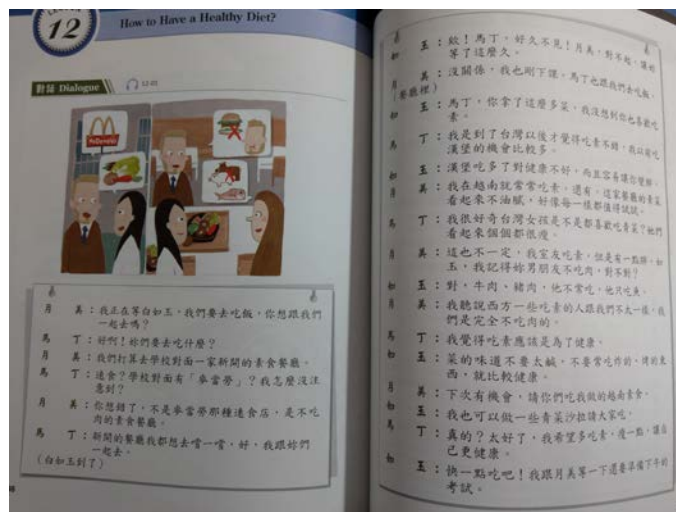 LESSON
12
How to Have a Healthy Diet?
對話 Dialogue
12-01
McDonald's
月 美：我正在等白如玉，我們要去吃飯，你想跟我們
一起去嗎？
馬 丁：好啊！妳們要去吃什麼？
月 美：我們打算去學校對面一家新開的素食餐廳。
馬 丁：速食？學校對面有「麥當勞」？我怎麼沒注
意到？
月 美：你想錯了，不是麥當勞那種速食店，是不吃
肉的素食餐廳。
馬 丁：新開的餐廳我都想去嚐一嚐，好，我跟妳們
一起去。
（白如玉到了）
如 玉：欸！馬丁，好久不見！月美，對不起，讓妳
等了這麼久。
月 美：沒關係，我也剛下課，馬丁也跟我們去吃飯。
（餐廳裡）
如 玉：馬丁，你拿了這麼多菜，我沒想到你也喜歡吃
素。
馬 丁：我是到了台灣以後才覺得吃素不錯，我以前吃
漢堡的機會比較多。
如 玉：漢堡吃多了對健康不好，而且容易讓你變胖。
月 美：我在越南就常常吃素，還有，這家餐廳的素菜
看起來不油膩，好像每一樣都值得試試。
馬 丁：我很好奇台灣女孩是不是都喜歡吃青菜？她們
看起來個個都很瘦。
月 美：這也不一定，我室友吃素，但是有一點胖。如
玉，我記得妳男朋友不吃肉，對不對？
如 玉：對，牛肉、豬肉，他不常吃，他只吃魚。
月 美：我聽說西方一些吃素的人跟我們不太一樣，我
們是完全不吃肉的。
馬 丁：我覺得吃素應該是為了健康。
如 玉：菜的味道不要太鹹，不要常吃炸的、烤的東
西，就比較健康。
月 美：下次有機會，請你們吃我做的越南素食。
如 玉：我也可以做一些青菜沙拉請大家吃。
馬 丁：真的？太好了，我希望多吃素，瘦一點，讓自
己更健康。
如 玉：快一點吃吧！我跟月美等一下還要準備下午的
考試。